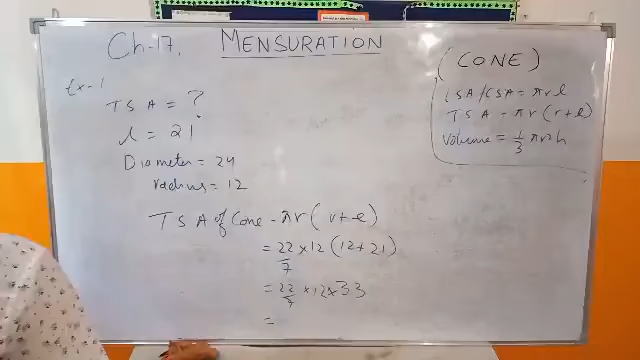 Ch-17. MENSURATION
(CONE)
LSA/CSA = πrl
TSA = πr(r+l)
Volume = 1/3 πr²h
Ex-1
TSA = ?
l = 21
Diameter = 24
radius = 12
TSA of Cone = πr(r+l)
= 22/7 × 12 (12+21)
= 22/7 × 12 × 33
=